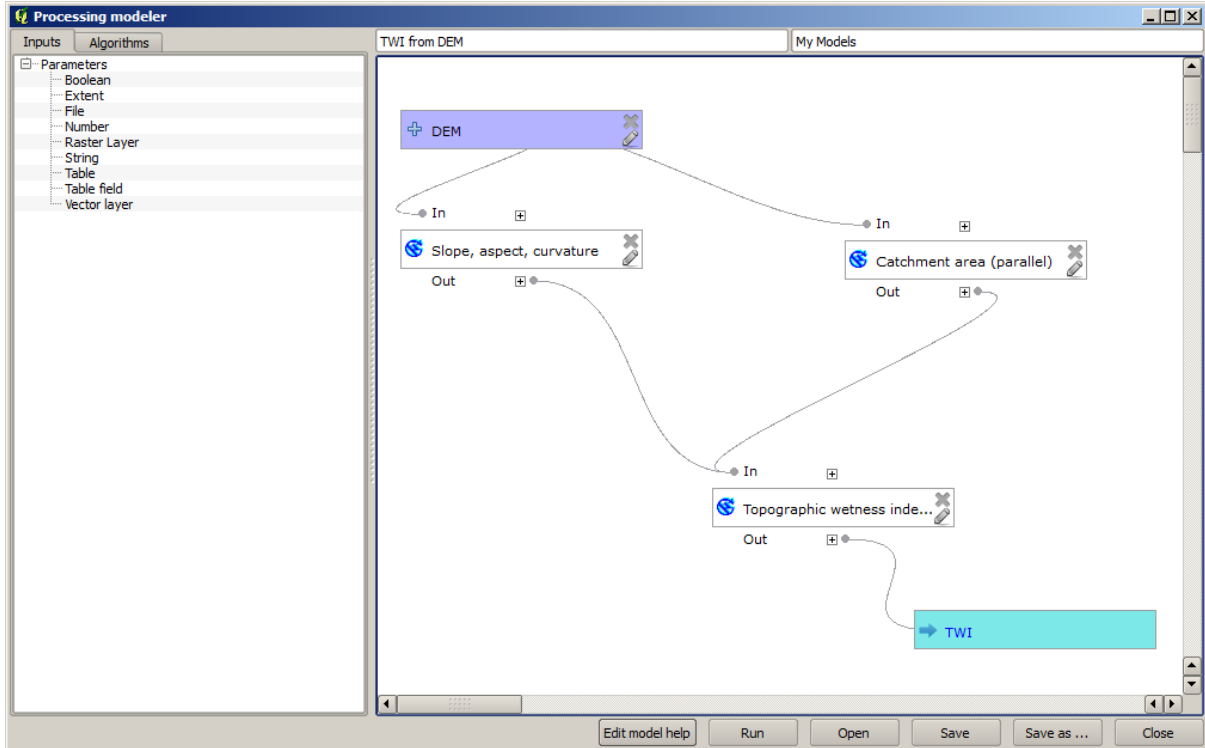 Processing modeler
Inputs
Algorithms
TWI from DEM
My Models
Parameters
Boolean
Extent
File
Number
Raster Layer
String
Table
Table field
Vector layer
DEM
In
In
Slope, aspect, curvature
Catchment area (parallel)
Out
Out
In
Topographic wetness inde...
Out
TWI
Edit model help
Run
Open
Save
Save as ...
Close